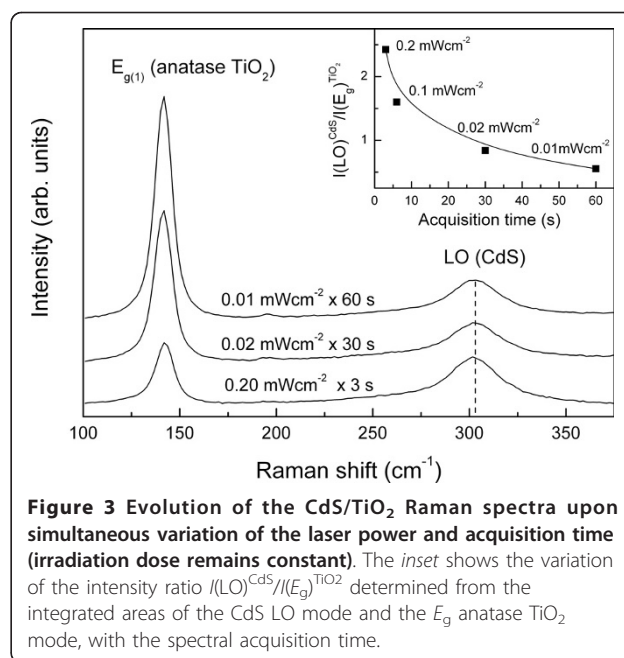 E_g(1) (anatase TiO₂)
Intensity (arb. units)
I(LO)^CdS/I(E_g)^TiO₂
2
1
0.2 mWcm⁻²
0.1 mWcm⁻²
0.02 mWcm⁻²
0.01mWcm⁻²
0 10 20 30 40 50 60
Acquisition time (s)
LO (CdS)
0.01 mWcm⁻² x 60 s
0.02 mWcm⁻² x 30 s
0.20 mWcm⁻² x 3 s
100 150 200 250 300 350
Raman shift (cm⁻¹)
Figure 3 Evolution of the CdS/TiO₂ Raman spectra upon
simultaneous variation of the laser power and acquisition time
(irradiation dose remains constant). The inset shows the variation
of the intensity ratio I(LO)^CdS/I(E_g)^TiO2 determined from the
integrated areas of the CdS LO mode and the E_g anatase TiO₂
mode, with the spectral acquisition time.